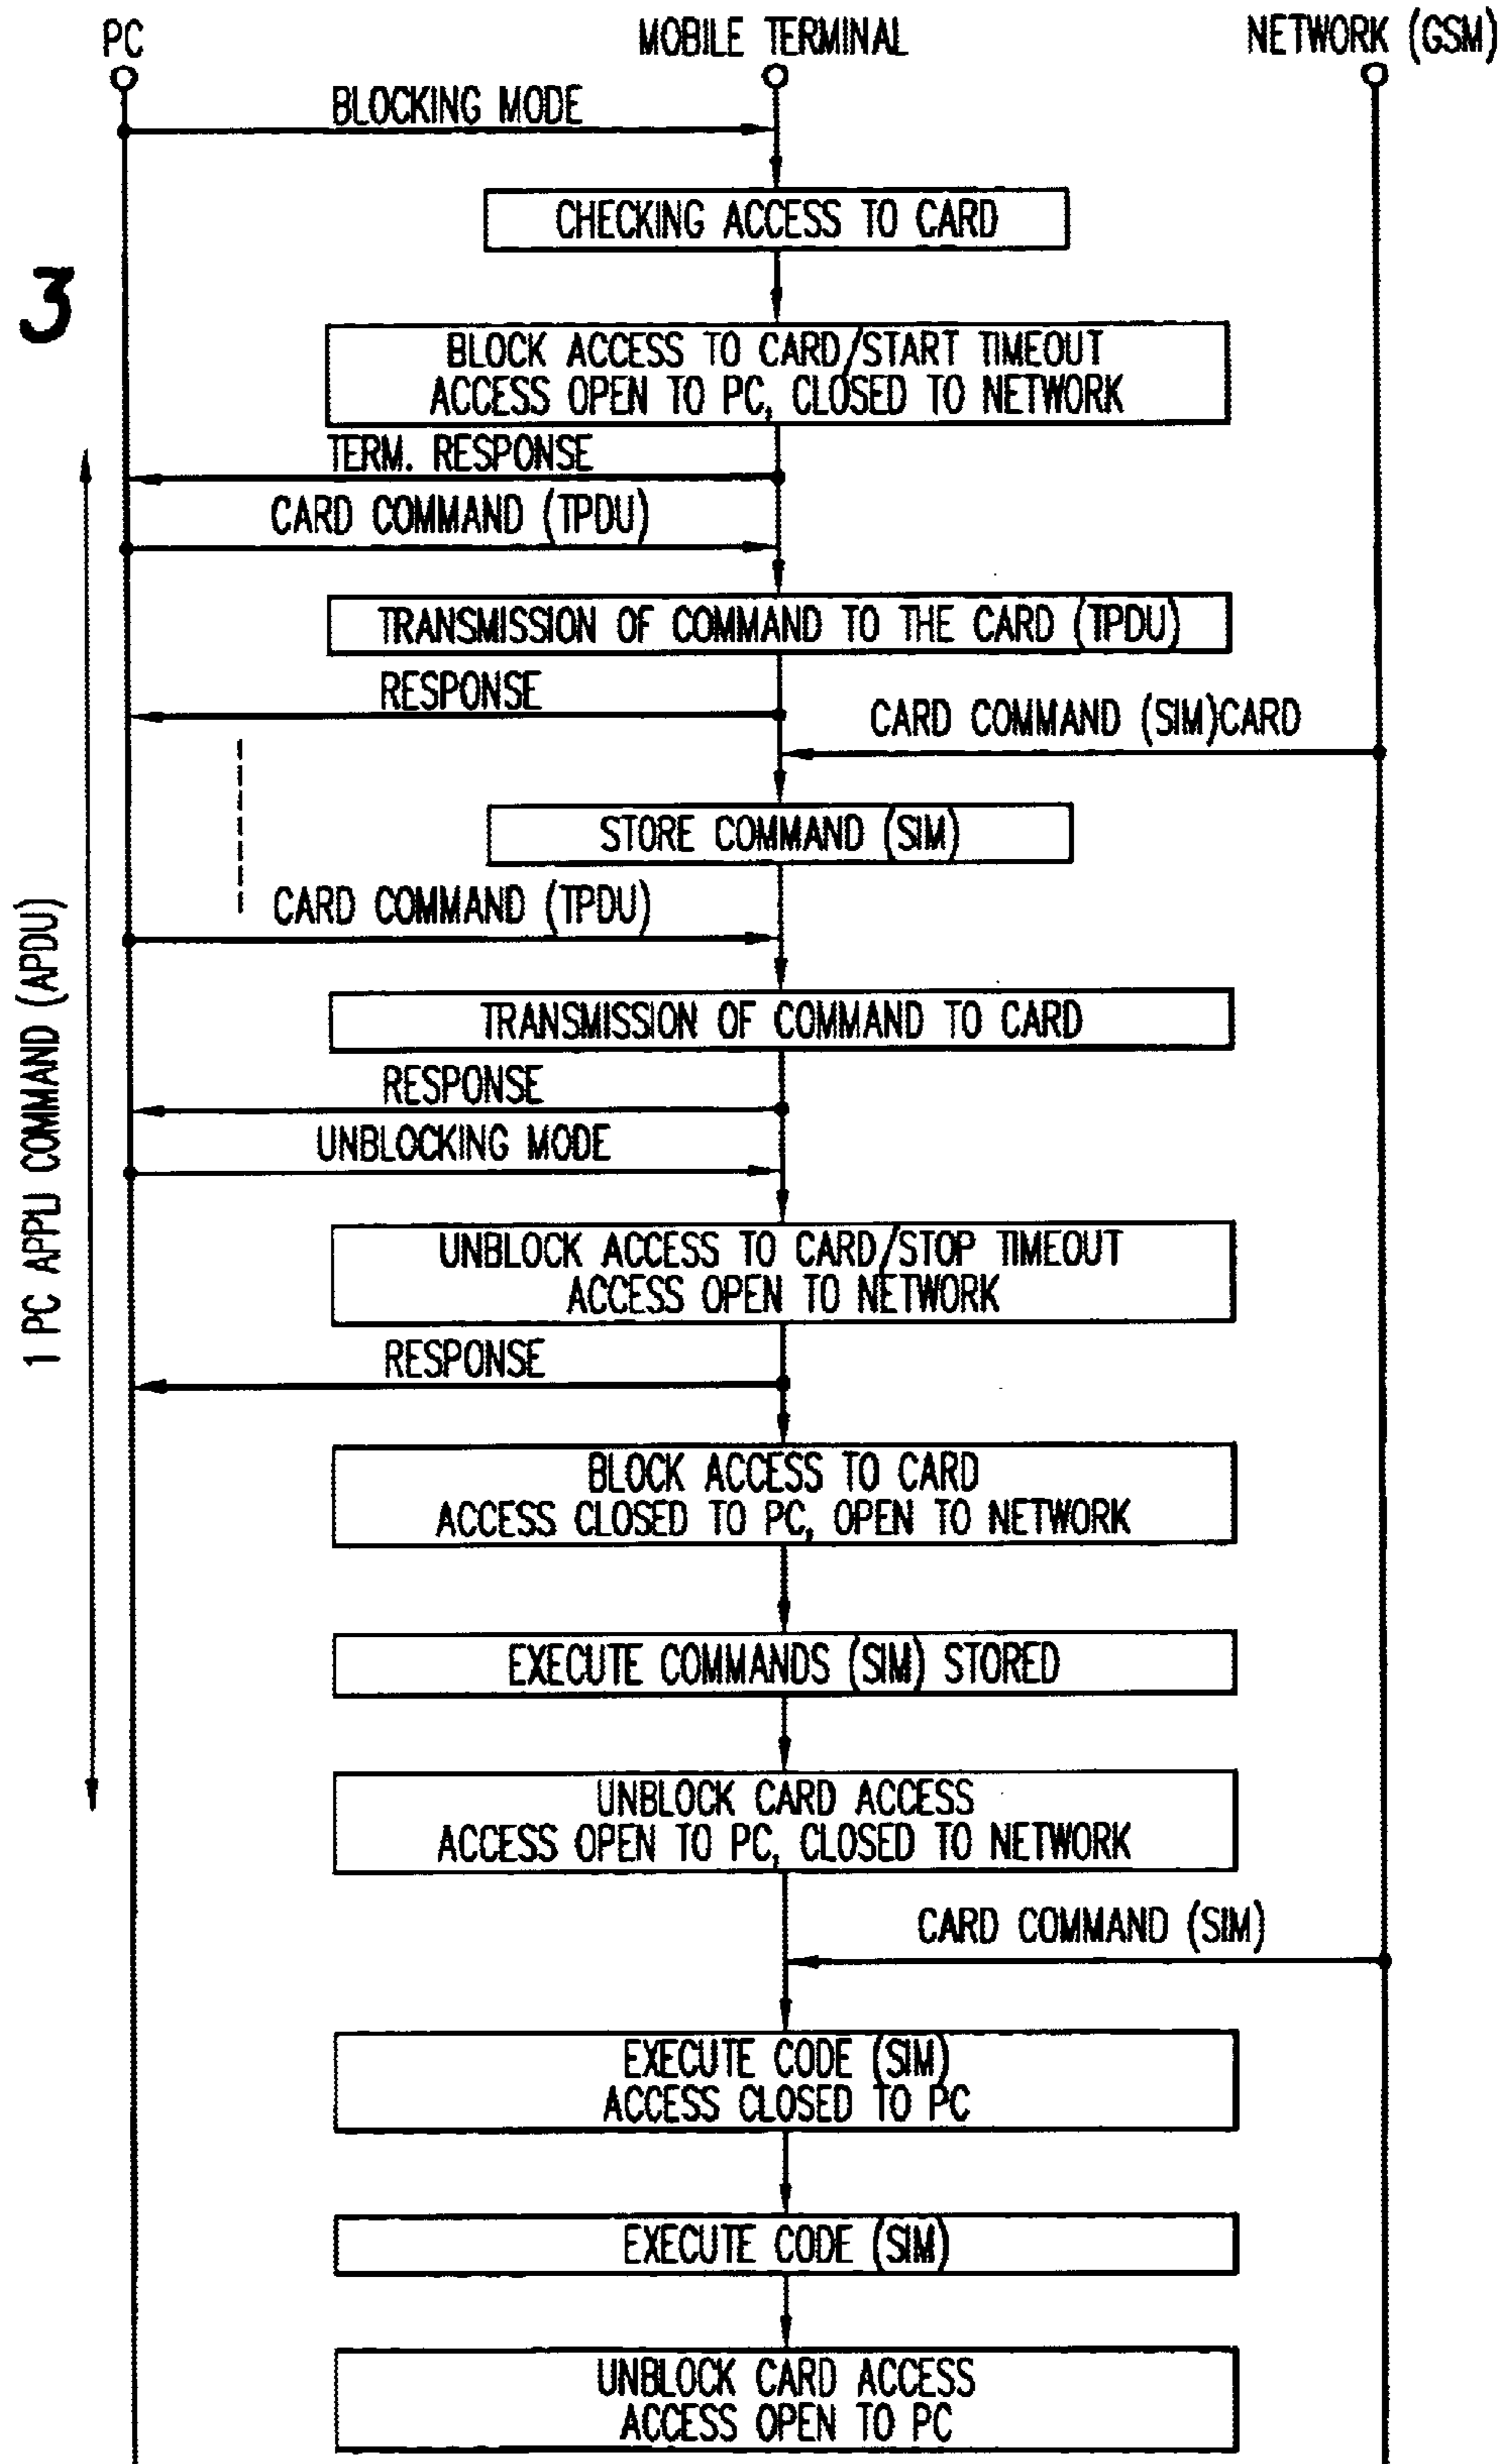 PC
MOBILE TERMINAL
NETWORK (GSM)
BLOCKING MODE
CHECKING ACCESS TO CARD
3
BLOCK ACCESS TO CARD/START TIMEOUT
ACCESS OPEN TO PC, CLOSED TO NETWORK
TERM. RESPONSE
CARD COMMAND (TPDU)
TRANSMISSION OF COMMAND TO THE CARD (TPDU)
RESPONSE
CARD COMMAND (SIM)CARD
STORE COMMAND (SIM)
CARD COMMAND (TPDU)
TRANSMISSION OF COMMAND TO CARD
RESPONSE
UNBLOCKING MODE
UNBLOCK ACCESS TO CARD/STOP TIMEOUT
ACCESS OPEN TO NETWORK
RESPONSE
1 PC APPLI COMMAND (APDU)
BLOCK ACCESS TO CARD
ACCESS CLOSED TO PC, OPEN TO NETWORK
EXECUTE COMMANDS (SIM) STORED
UNBLOCK CARD ACCESS
ACCESS OPEN TO PC, CLOSED TO NETWORK
CARD COMMAND (SIM)
EXECUTE CODE (SIM)
ACCESS CLOSED TO PC
EXECUTE CODE (SIM)
UNBLOCK CARD ACCESS
ACCESS OPEN TO PC